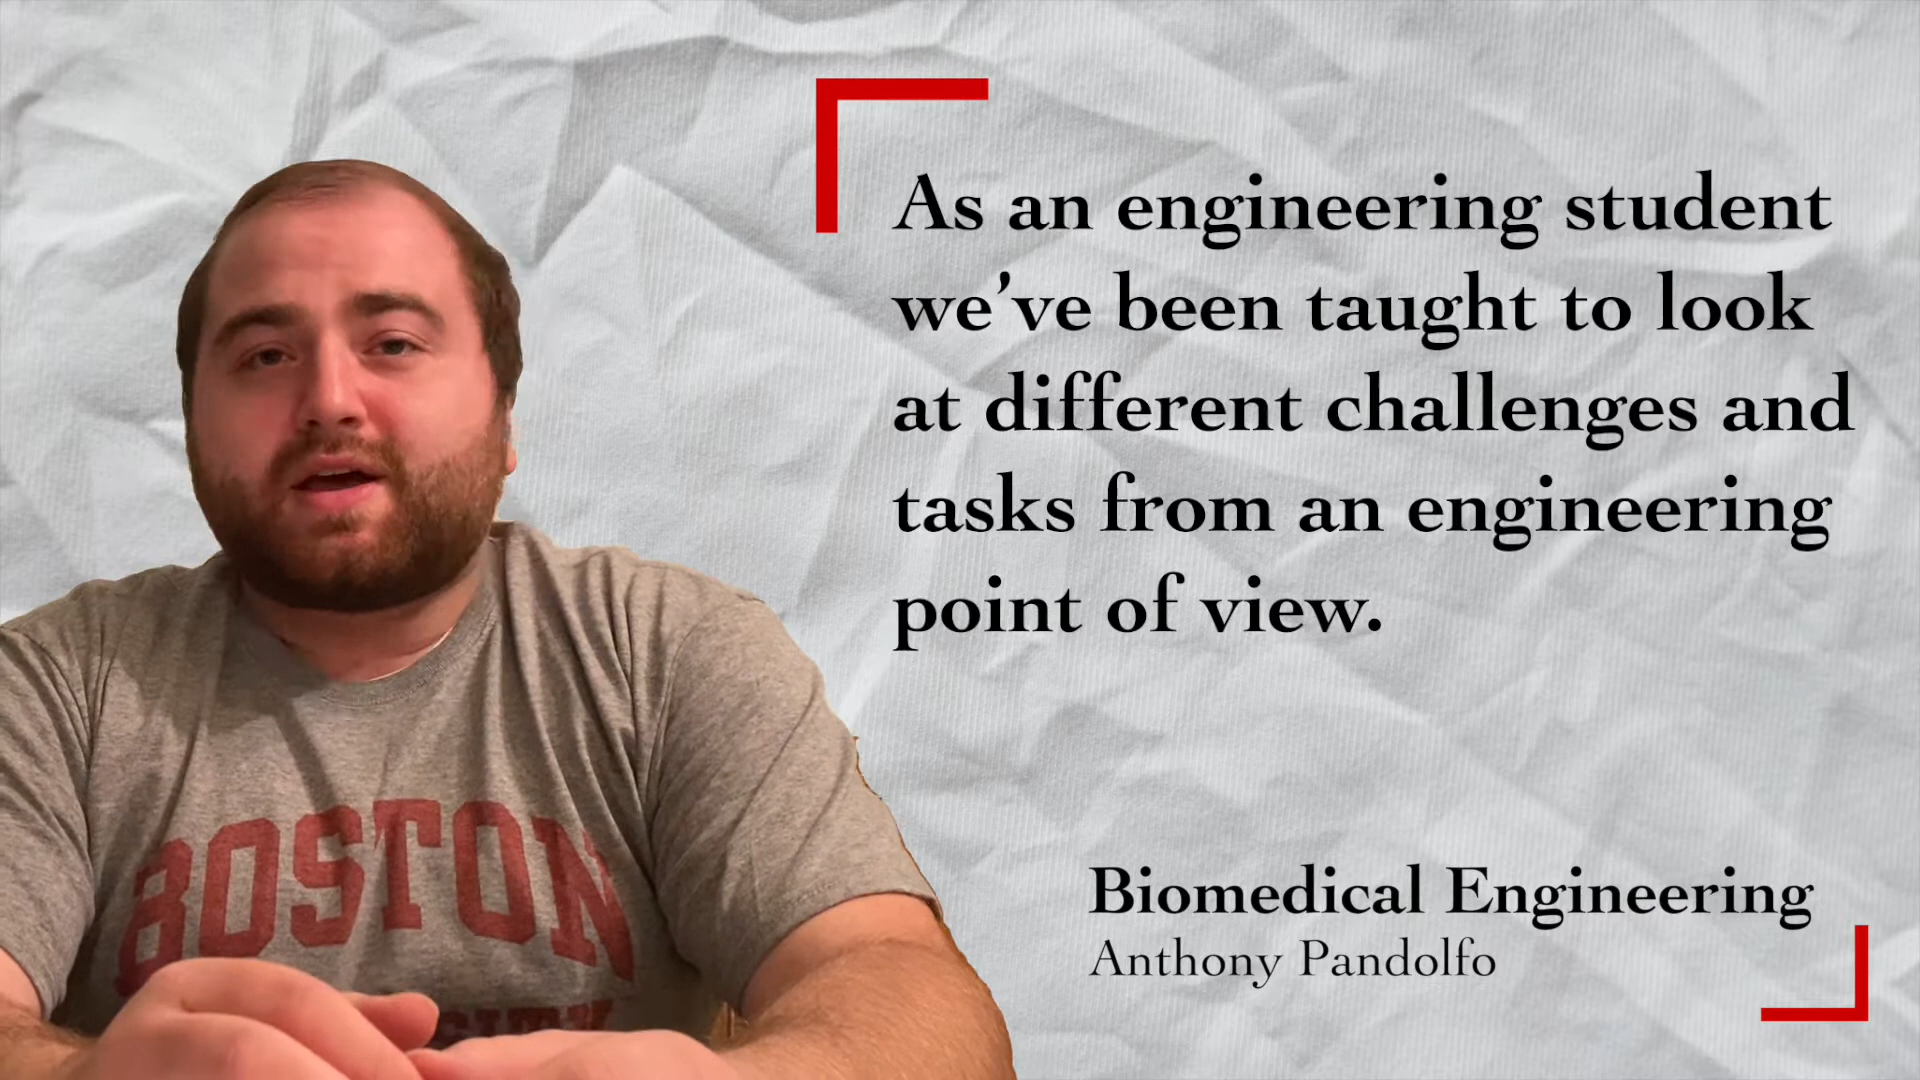 As an engineering student
we’ve been taught to look
at different challenges and
tasks from an engineering
point of view.
Biomedical Engineering
Anthony Pandolfo
BOSTON